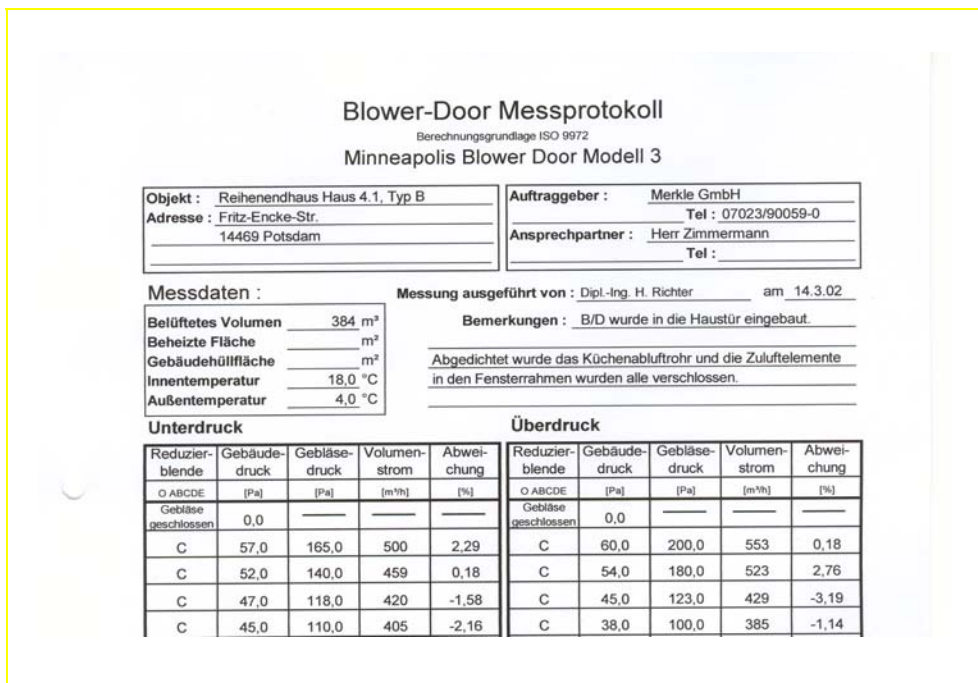 Blower-Door Messprotokoll
Berechnungsgrundlage ISO 9972
Minneapolis Blower Door Modell 3
Objekt : Reihenendhaus Haus 4.1, Typ B
Adresse : Fritz-Encke-Str.
14469 Potsdam
Auftraggeber : Merkle GmbH
Tel : 07023/90059-0
Ansprechpartner : Herr Zimmermann
Tel :
Messdaten :
Messung ausgeführt von : Dipl.-Ing. H. Richter am 14.3.02
Belüftetes Volumen 384 m³
Beheizte Fläche m²
Gebäudehüllfläche m²
Innentemperatur 18,0 °C
Außentemperatur 4,0 °C
Bemerkungen : B/D wurde in die Haustür eingebaut.
Abgedichtet wurde das Küchenabluftrohr und die Zuluftelemente
in den Fensterrahmen wurden alle verschlossen.
Unterdruck
Reduzier- Gebäude- Gebläse- Volumen- Abwei-
blende druck druck strom chung
O ABCDE [Pa] [Pa] [m³/h] [%]
Gebläse
geschlossen 0,0
C 57,0 165,0 500 2,29
C 52,0 140,0 459 0,18
C 47,0 118,0 420 -1,58
C 45,0 110,0 405 -2,16
Überdruck
Reduzier- Gebäude- Gebläse- Volumen- Abwei-
blende druck druck strom chung
O ABCDE [Pa] [Pa] [m³/h] [%]
Gebläse
geschlossen 0,0
C 60,0 200,0 553 0,18
C 54,0 180,0 523 2,76
C 45,0 123,0 429 -3,19
C 38,0 100,0 385 -1,14